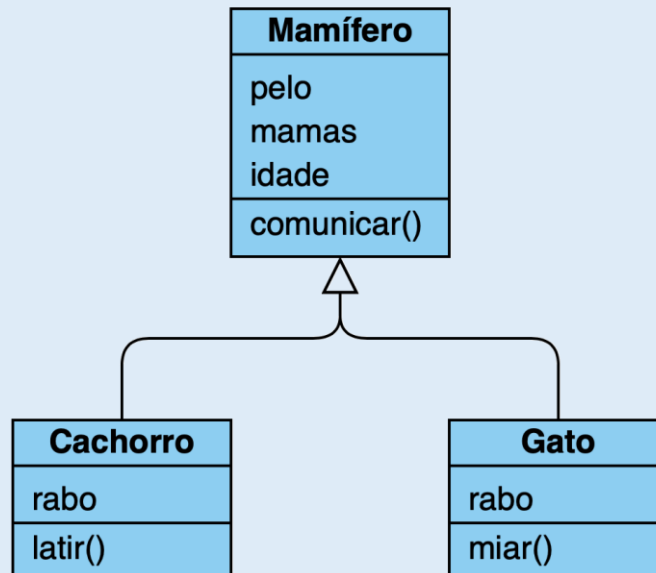 Mamífero
pelo
mamas
idade
comunicar()
Cachorro
rabo
latir()
Gato
rabo
miar()